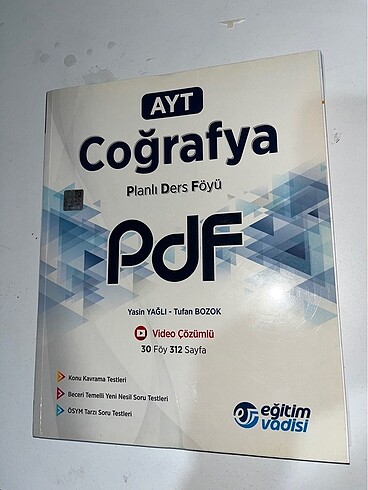 AYT
Coğrafya
Planlı Ders Föyü
PdF
Yasin YAĞLI - Tufan BOZOK
Video Çözümlü
30 Föy 312 Sayfa
Konu Kavrama Testleri
Beceri Temelli Yeni Nesil Soru Testleri
ÖSYM Tarzı Soru Testleri
eğitim
vadisi